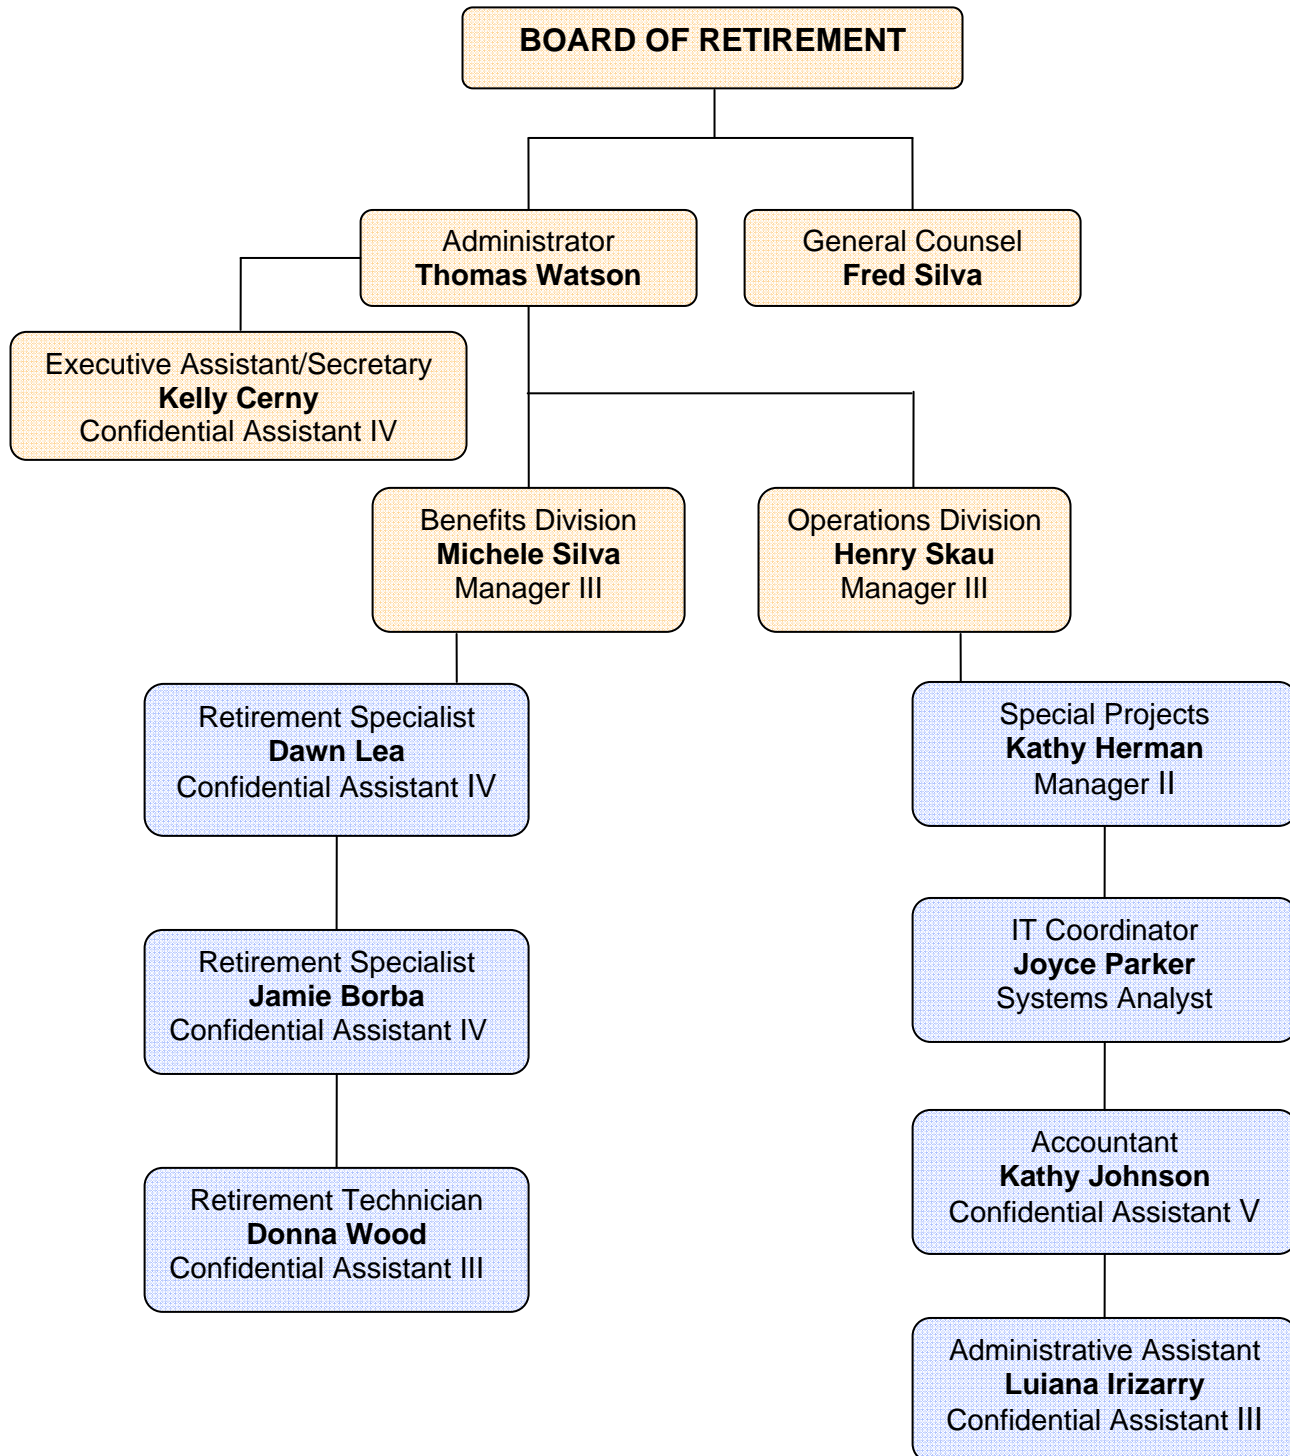 BOARD OF RETIREMENT
Administrator
Thomas Watson
General Counsel
Fred Silva
Executive Assistant/Secretary
Kelly Cerny
Confidential Assistant IV
Benefits Division
Michele Silva
Manager III
Operations Division
Henry Skau
Manager III
Retirement Specialist
Dawn Lea
Confidential Assistant IV
Special Projects
Kathy Herman
Manager II
Retirement Specialist
Jamie Borba
Confidential Assistant IV
IT Coordinator
Joyce Parker
Systems Analyst
Accountant
Kathy Johnson
Confidential Assistant V
Retirement Technician
Donna Wood
Confidential Assistant III
Administrative Assistant
Luiana Irizarry
Confidential Assistant III